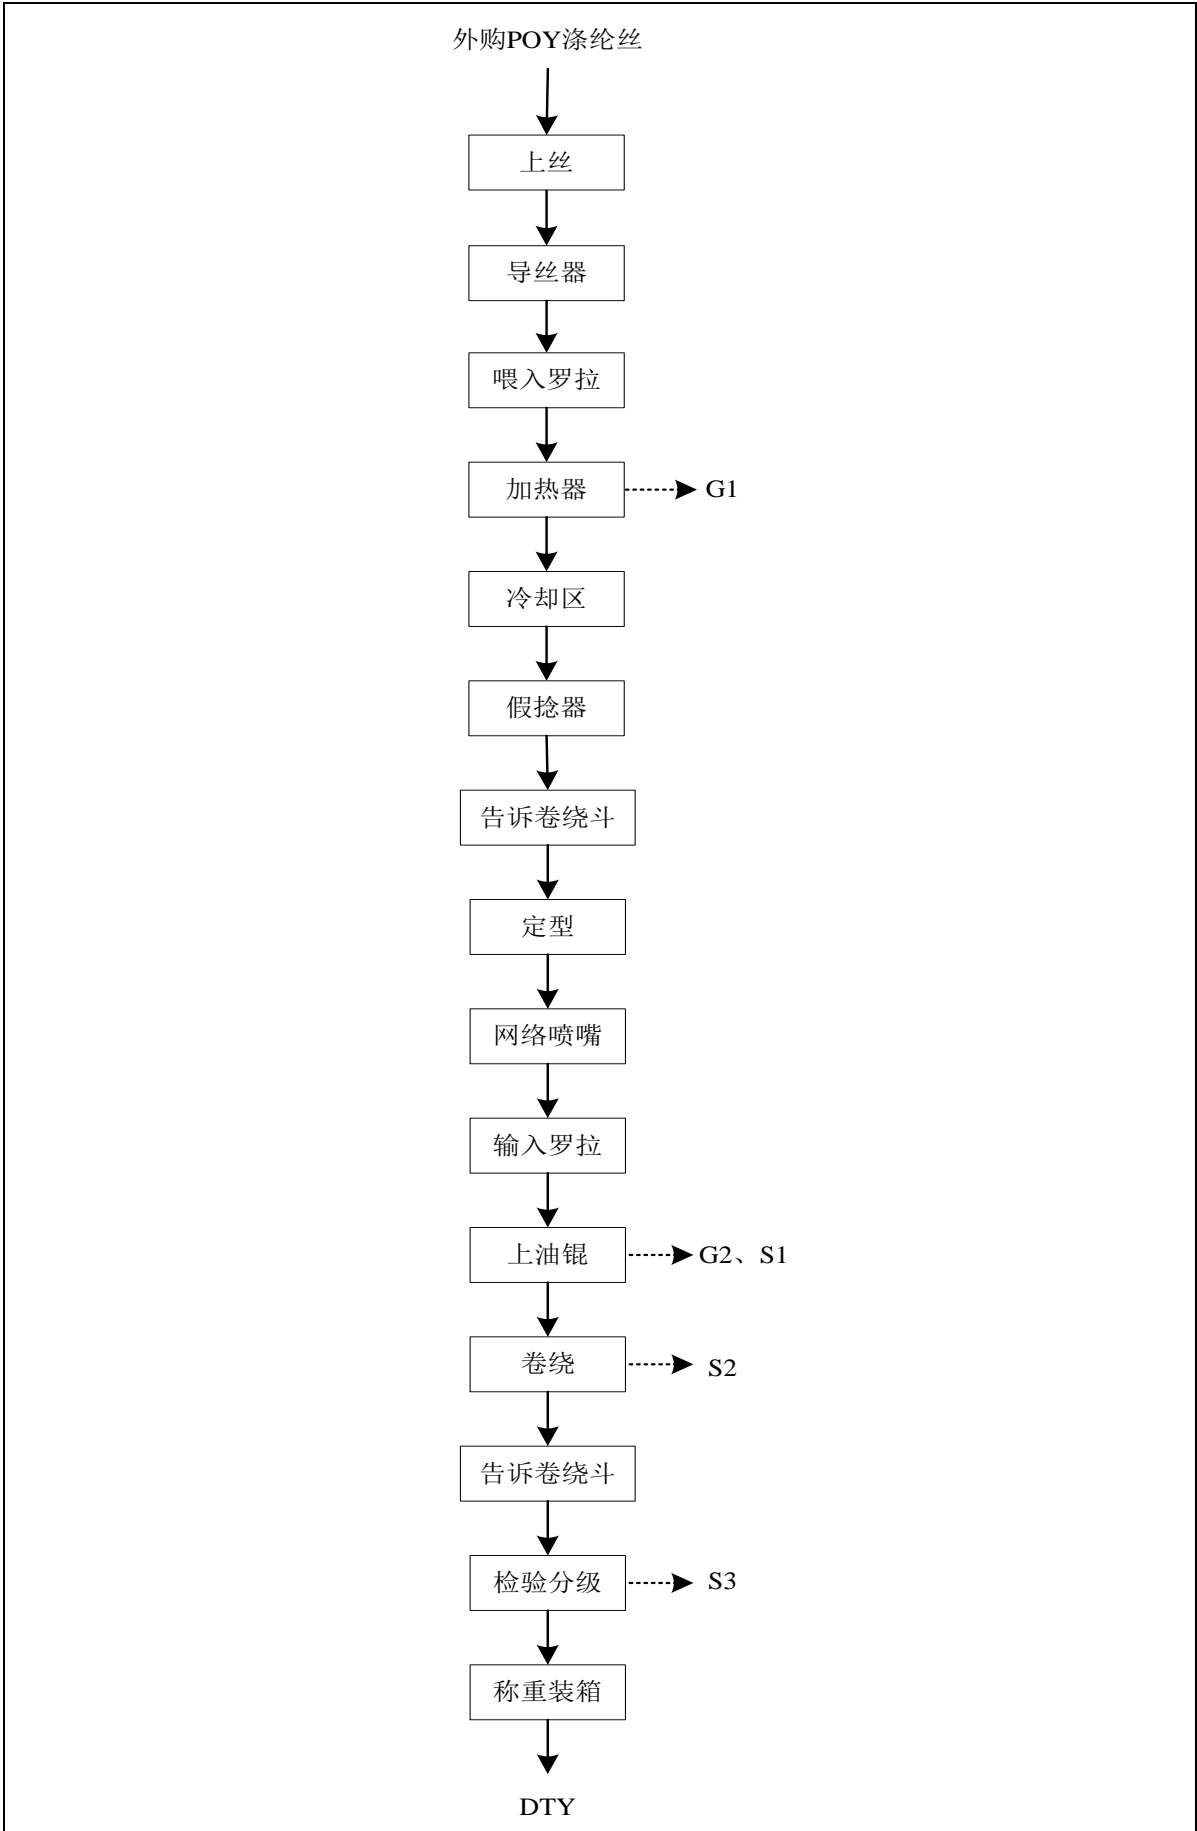 外购POY涤纶丝
上丝
导丝器
喂入罗拉
加热器 G1
冷却区
假捻器
告诉卷绕斗
定型
网络喷嘴
输入罗拉
上油锟 G2、S1
卷绕 S2
告诉卷绕斗
检验分级 S3
称重装箱
DTY